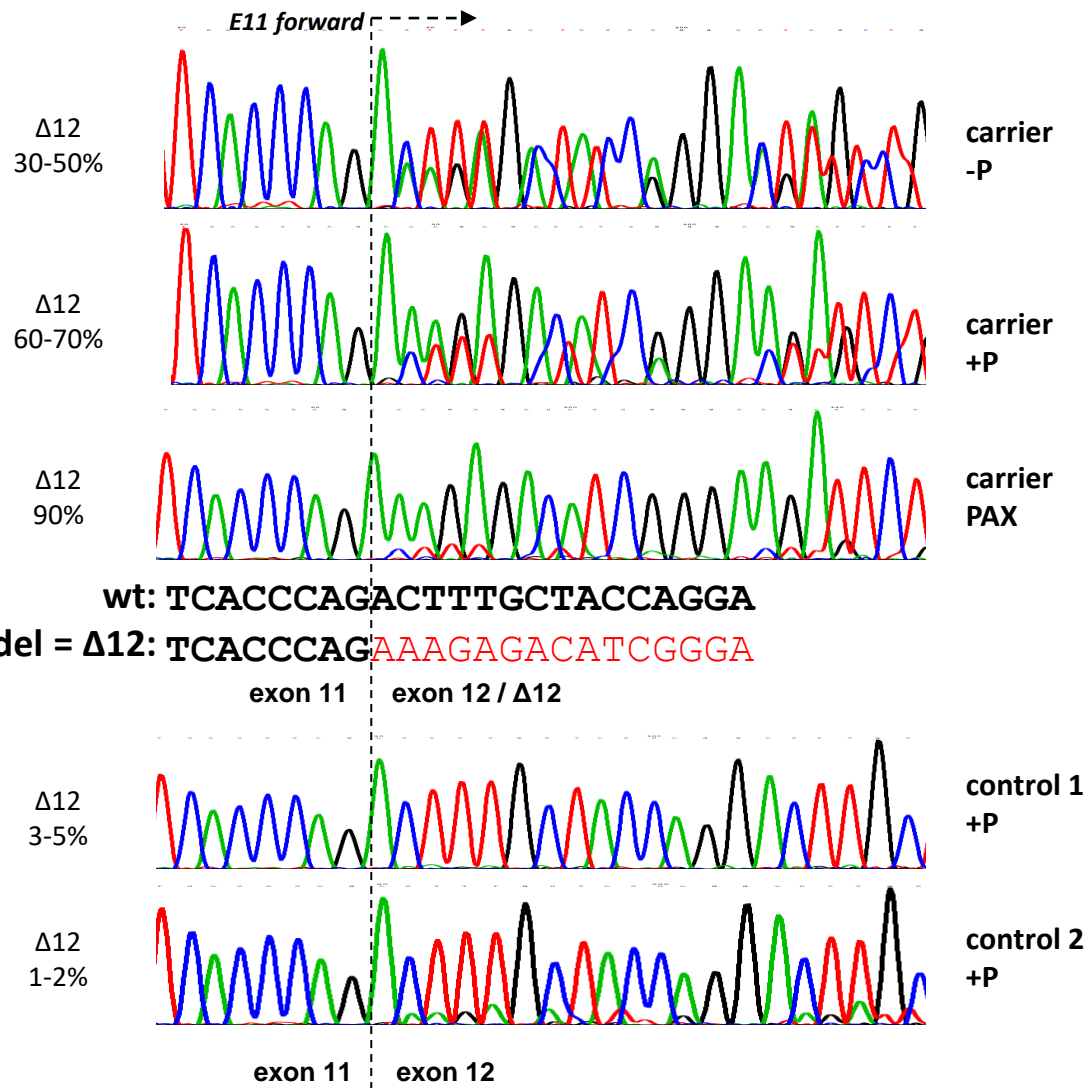 E11 forward
Δ12
30-50%
carrier
-P
Δ12
60-70%
carrier
+P
Δ12
90%
carrier
PAX
wt: TCACCCAGACTTTGCTACCAGGA
del = Δ12: TCACCCAGAAAGAGACATCGGGA
exon 11 exon 12 / Δ12
Δ12
3-5%
control 1
+P
Δ12
1-2%
control 2
+P
exon 11 exon 12